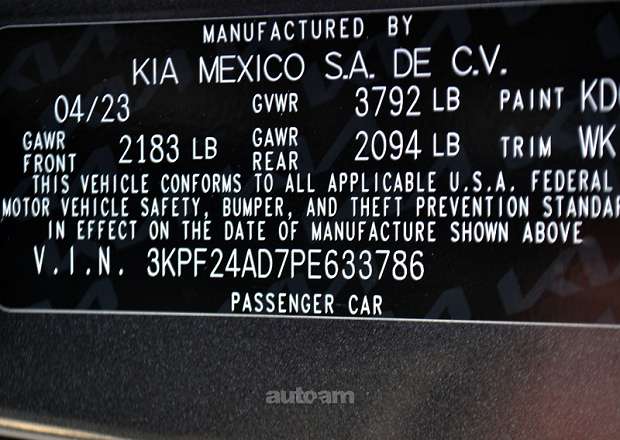 MANUFACTURED BY
KIA MEXICO S.A. DE C.V.
04/23 GVWR 3792 LB PAINT
GAWR FRONT 2183 LB GAWR REAR 2094 LB TRIM WK
THIS VEHICLE CONFORMS TO ALL APPLICABLE U.S.A. FEDERAL
MOTOR VEHICLE SAFETY, BUMPER, AND THEFT PREVENTION STANDAR
IN EFFECT ON THE DATE OF MANUFACTURE SHOWN ABOVE
V.I.N. 3KPF24AD7PE633786
PASSENGER CAR
autoam